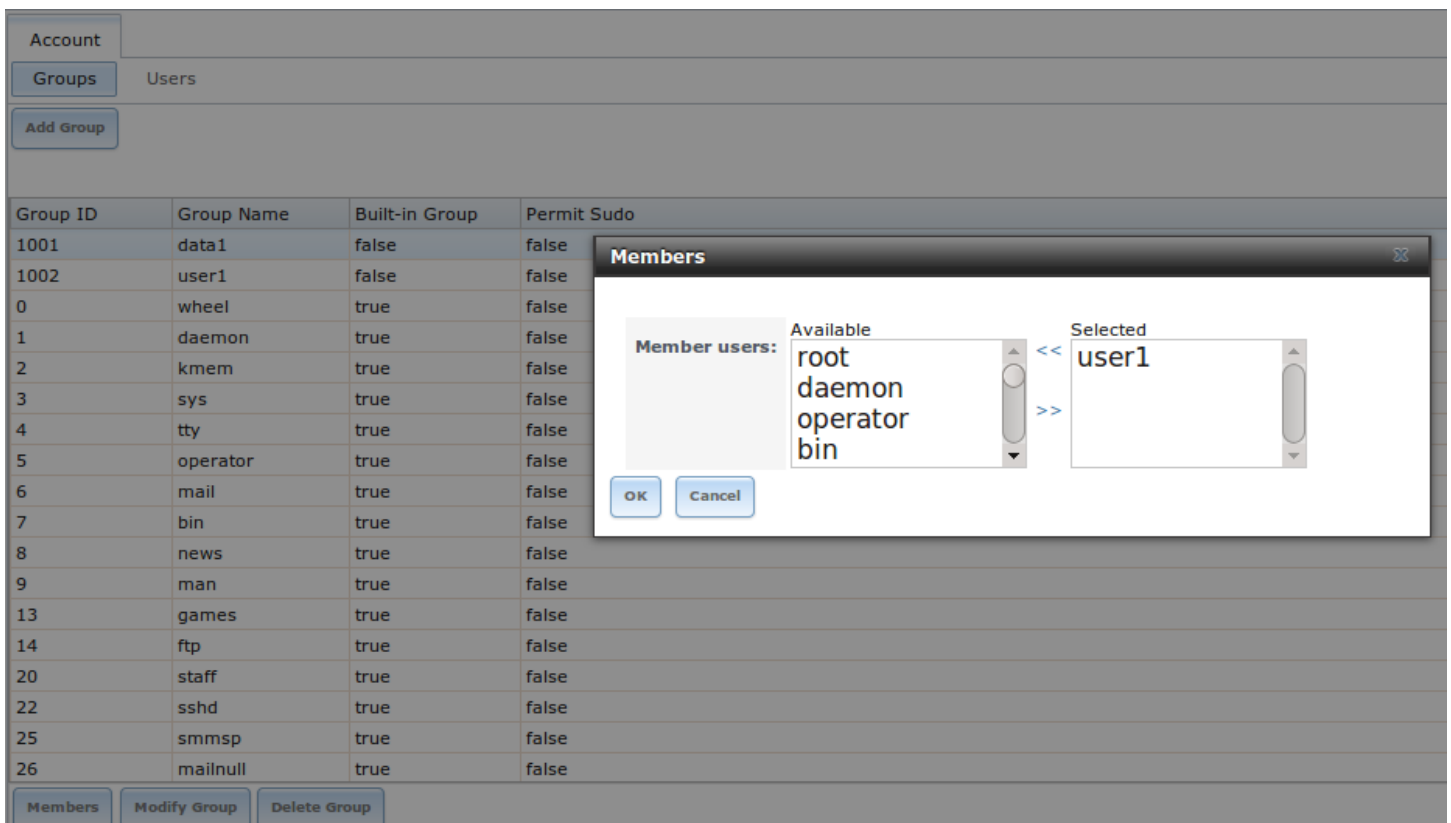 Account
Groups Users
Add Group
Group ID Group Name Built-in Group Permit Sudo
1001 data1 false false
1002 user1 false false
0 wheel true false
1 daemon true false
2 kmem true false
3 sys true false
4 tty true false
5 operator true false
6 mail true false
7 bin true false
8 news true false
9 man true false
13 games true false
14 ftp true false
20 staff true false
22 sshd true false
25 smmsp true false
26 mailnull true false
Members Modify Group Delete Group
Members
Member users:
Available
root
daemon
operator
bin
<<
>>
Selected
user1
OK Cancel